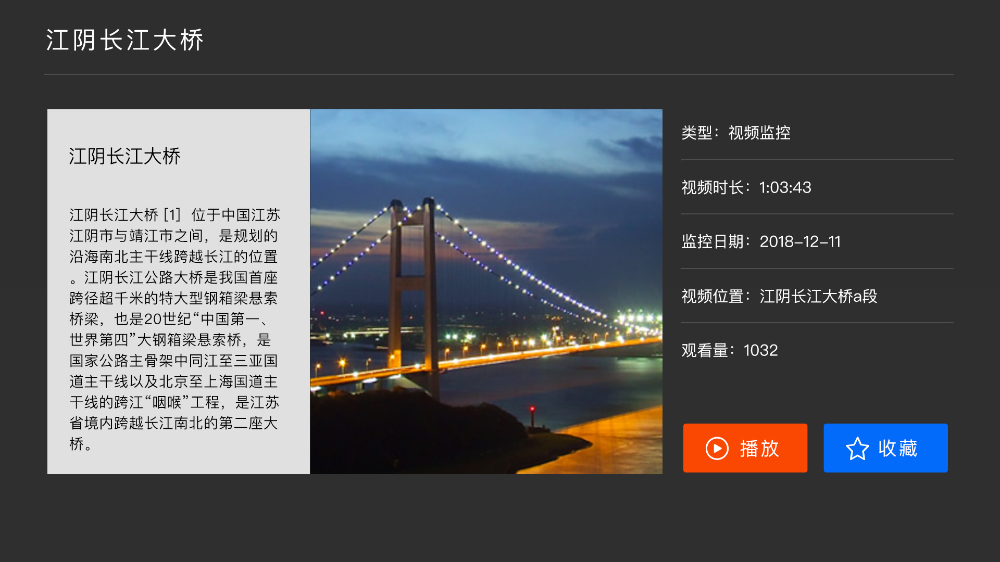 江阴长江大桥
江阴长江大桥
江阴长江大桥 [1] 位于中国江苏
江阴市与靖江市之间，是规划的
沿海南北主干线跨越长江的位置
。江阴长江公路大桥是我国首座
跨径超千米的特大型钢箱梁悬索
桥梁，也是20世纪“中国第一、
世界第四”大钢箱梁悬索桥，是
国家公路主骨架中同江至三亚国
道主干线以及北京至上海国道主
干线的跨江“咽喉”工程，是江苏
省境内跨越长江南北的第二座大
桥。
类型：视频监控
视频时长：1:03:43
监控日期：2018-12-11
视频位置：江阴长江大桥a段
观看量：1032
播放
收藏